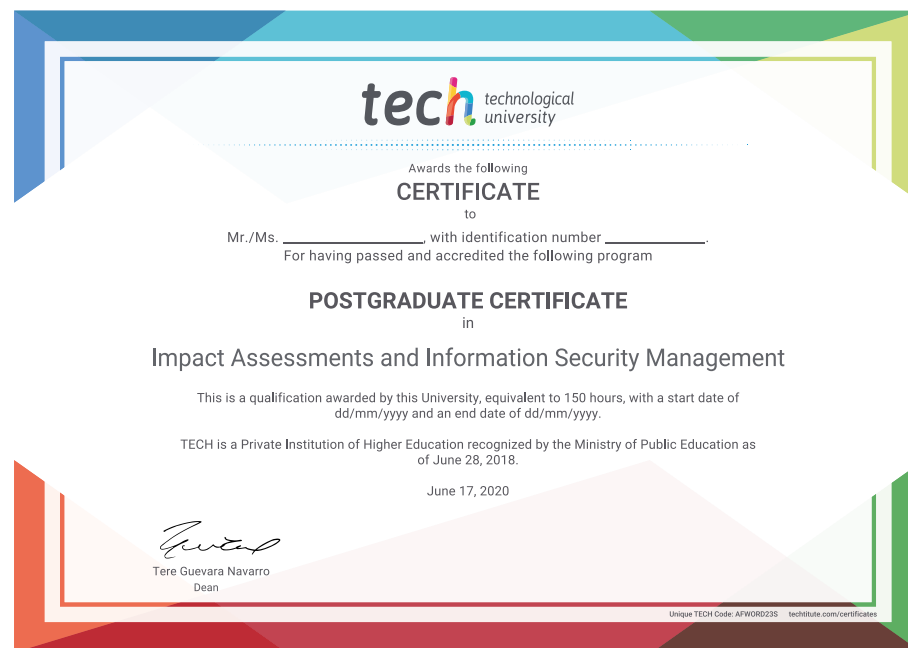 tech technological
university
Awards the following
CERTIFICATE
to
Mr./Ms. ____________________, with identification number ______________.
For having passed and accredited the following program
POSTGRADUATE CERTIFICATE
in
Impact Assessments and Information Security Management
This is a qualification awarded by this University, equivalent to 150 hours, with a start date of
dd/mm/yyyy and an end date of dd/mm/yyyy.
TECH is a Private Institution of Higher Education recognized by the Ministry of Public Education as
of June 28, 2018.
June 17, 2020
Tere Guevara Navarro
Dean
Unique TECH Code: AFWORD23S techtitute.com/certificates